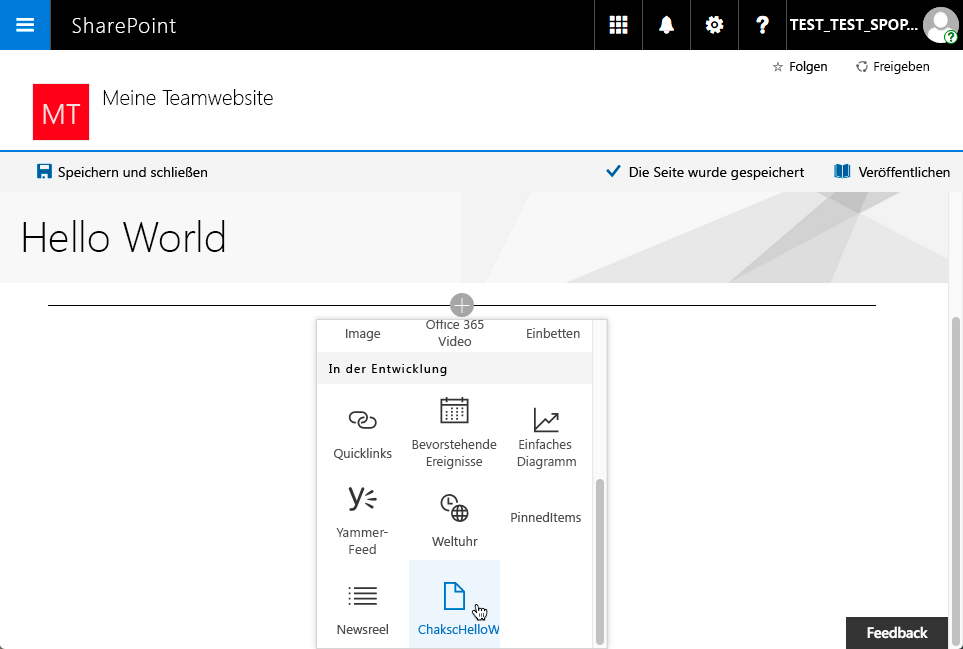 SharePoint
?
TEST_TEST_SPOP...
?
Folgen
Freigeben
MT
Meine Teamwebsite
Speichern und schließen
Die Seite wurde gespeichert
Veröffentlichen
Hello World
Image
Office 365
Video
Einbetten
In der Entwicklung
Quicklinks
Bevorstehende
Ereignisse
Einfaches
Diagramm
Yammer-
Feed
Weltuhr
PinnedItems
Newsreel
ChakscHelloW
Feedback